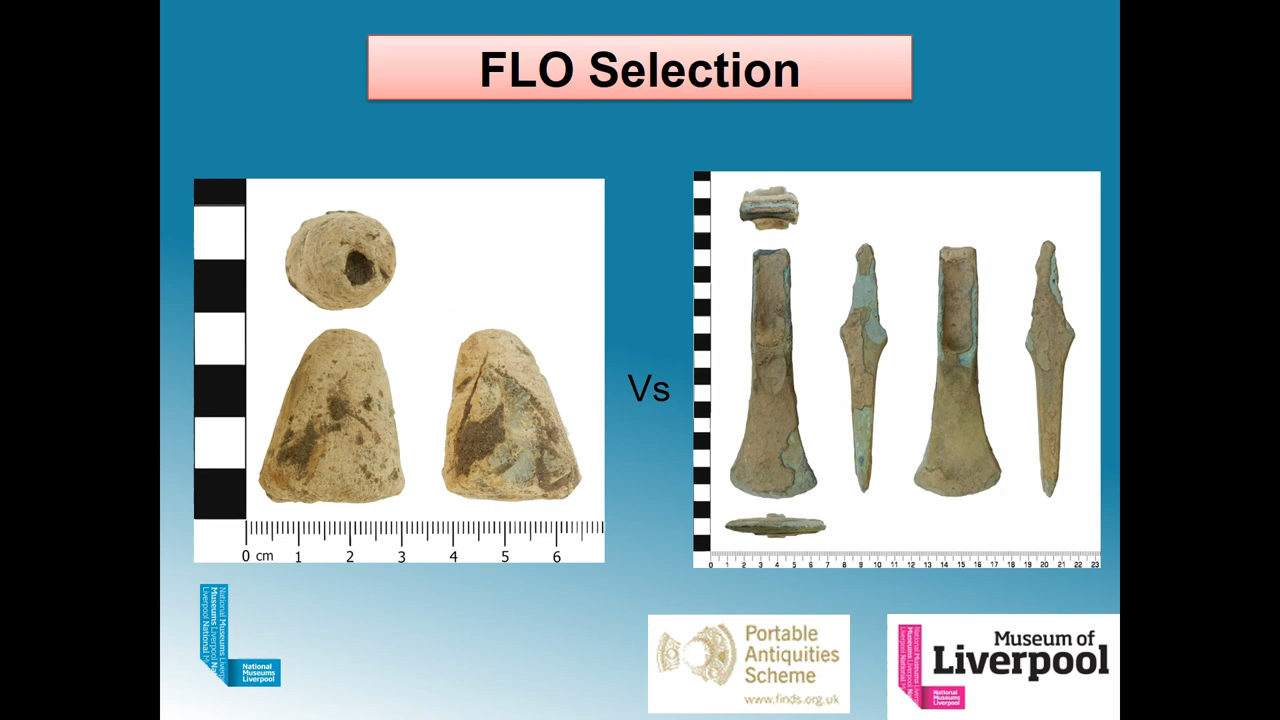 FLO Selection
Vs
0 cm 1 2 3 4 5 6
0 1 2 3 4 5 6 7 8 9 10 11 12 13 14 15 16 17 18 19 20 21 22 23
National
Museums
Liverpool
Portable
Antiquities
Scheme
www.finds.org.uk
Museum of
Liverpool
National
Museums
Liverpool